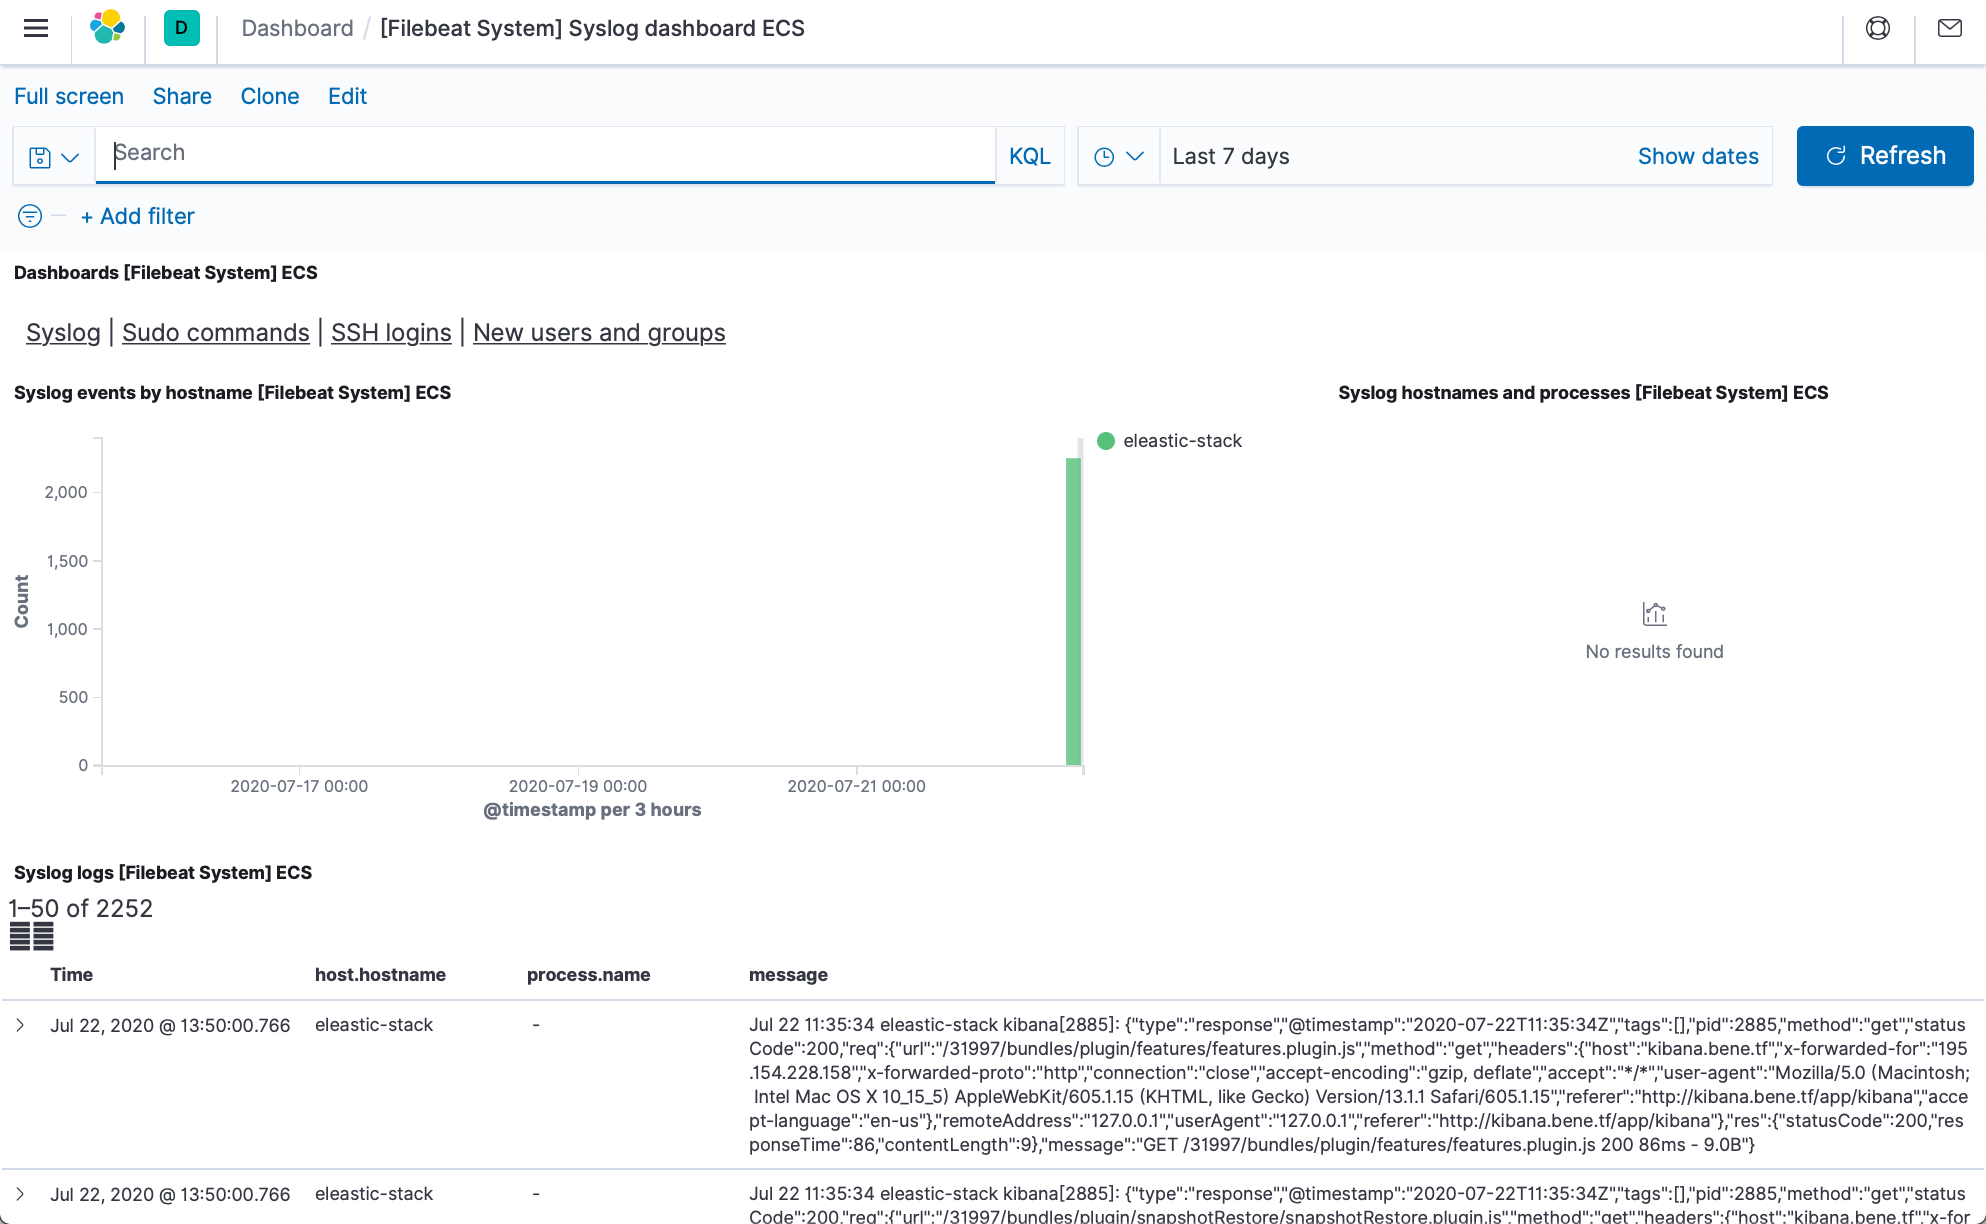 D
Dashboard / [Filebeat System] Syslog dashboard ECS
Full screen Share Clone Edit
Search
KQL
Last 7 days
Show dates
Refresh
+ Add filter
Dashboards [Filebeat System] ECS
Syslog | Sudo commands | SSH logins | New users and groups
Syslog events by hostname [Filebeat System] ECS
eleastic-stack
2,000
1,500
1,000
500
0
Count
2020-07-17 00:00
2020-07-19 00:00
2020-07-21 00:00
@timestamp per 3 hours
Syslog hostnames and processes [Filebeat System] ECS
No results found
Syslog logs [Filebeat System] ECS
1–50 of 2252
Time host.hostname process.name message
Jul 22, 2020 @ 13:50:00.766 eleastic-stack - Jul 22 11:35:34 eleastic-stack kibana[2885]: {"type":"response","@timestamp":"2020-07-22T11:35:34Z","tags":[],"pid":2885,"method":"get","status
Code":200,"req":{"url":"/31997/bundles/plugin/features/features.plugin.js","method":"get","headers":{"host":"kibana.bene.tf","x-forwarded-for":"195
.154.228.158","x-forwarded-proto":"http","connection":"close","accept-encoding":"gzip, deflate","accept":"*/*","user-agent":"Mozilla/5.0 (Macintosh;
Intel Mac OS X 10_15_5) AppleWebKit/605.1.15 (KHTML, like Gecko) Version/13.1.1 Safari/605.1.15","referer":"http://kibana.bene.tf/app/kibana","acce
pt-language":"en-us"},"remoteAddress":"127.0.0.1","userAgent":"127.0.0.1","referer":"http://kibana.bene.tf/app/kibana"},"res":{"statusCode":200,"res
ponseTime":86,"contentLength":9},"message":"GET /31997/bundles/plugin/features/features.plugin.js 200 86ms - 9.0B"}
Jul 22, 2020 @ 13:50:00.766 eleastic-stack - Jul 22 11:35:34 eleastic-stack kibana[2885]: {"type":"response","@timestamp":"2020-07-22T11:35:34Z","tags":[],"pid":2885,"method":"get","status
Code":200,"req":{"url":"/31997/bundles/plugin/snapshotRestore/snapshotRestore.plugin.js","method":"get","headers":{"host":"kibana.bene.tf","x-for